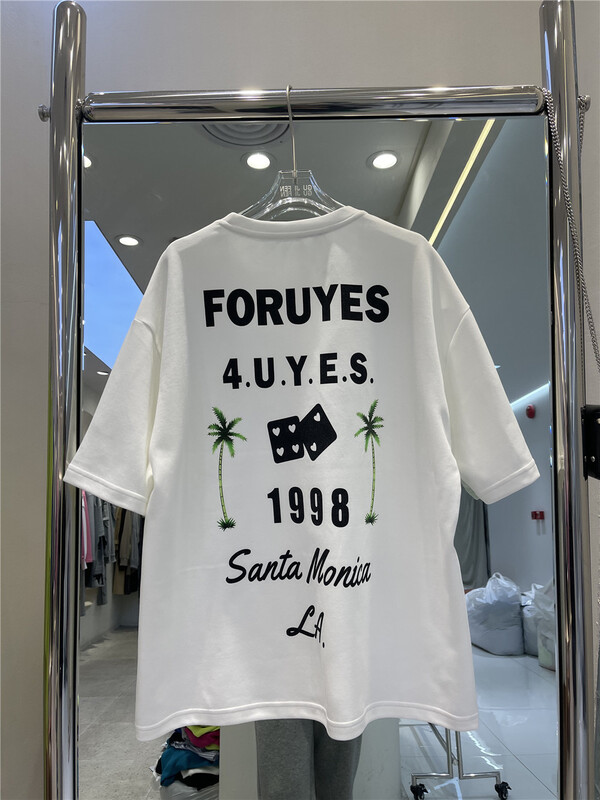 FORUYES
4.U.Y.E.S.
1998
Santa Monica
LA.